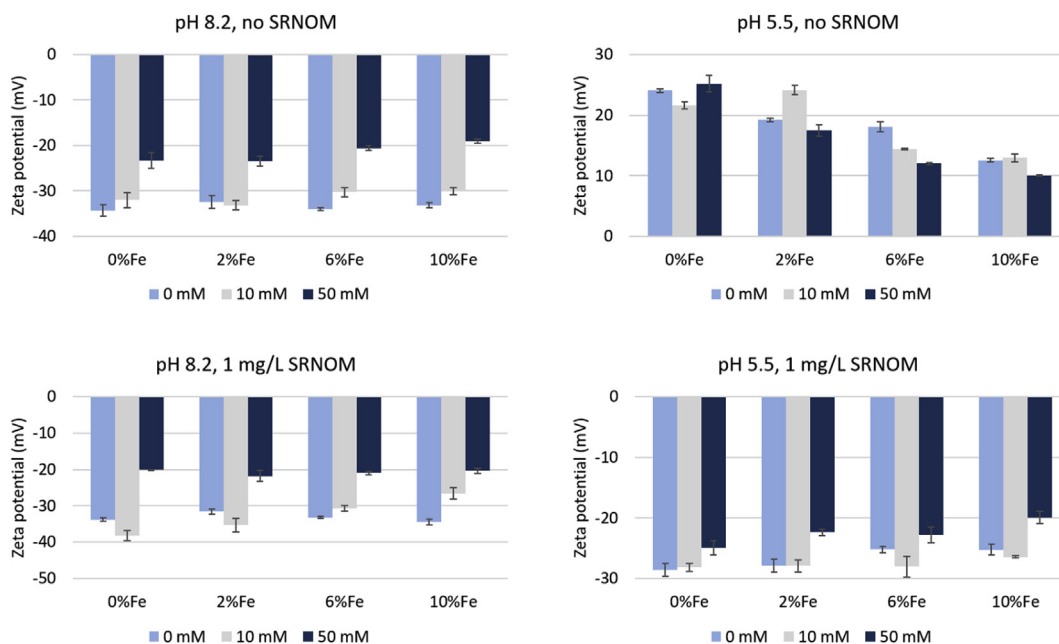 pH 8.2, no SRNOM
Zeta potential (mV)
0
-10
-20
-30
-40
0%Fe 2%Fe 6%Fe 10%Fe
0 mM 10 mM 50 mM
pH 5.5, no SRNOM
Zeta potential (mV)
30
20
10
0
0%Fe 2%Fe 6%Fe 10%Fe
0 mM 10 mM 50 mM
pH 8.2, 1 mg/L SRNOM
Zeta potential (mV)
0
-10
-20
-30
-40
-50
0%Fe 2%Fe 6%Fe 10%Fe
0 mM 10 mM 50 mM
pH 5.5, 1 mg/L SRNOM
Zeta potential (mV)
0
-10
-20
-30
0%Fe 2%Fe 6%Fe 10%Fe
0 mM 10 mM 50 mM